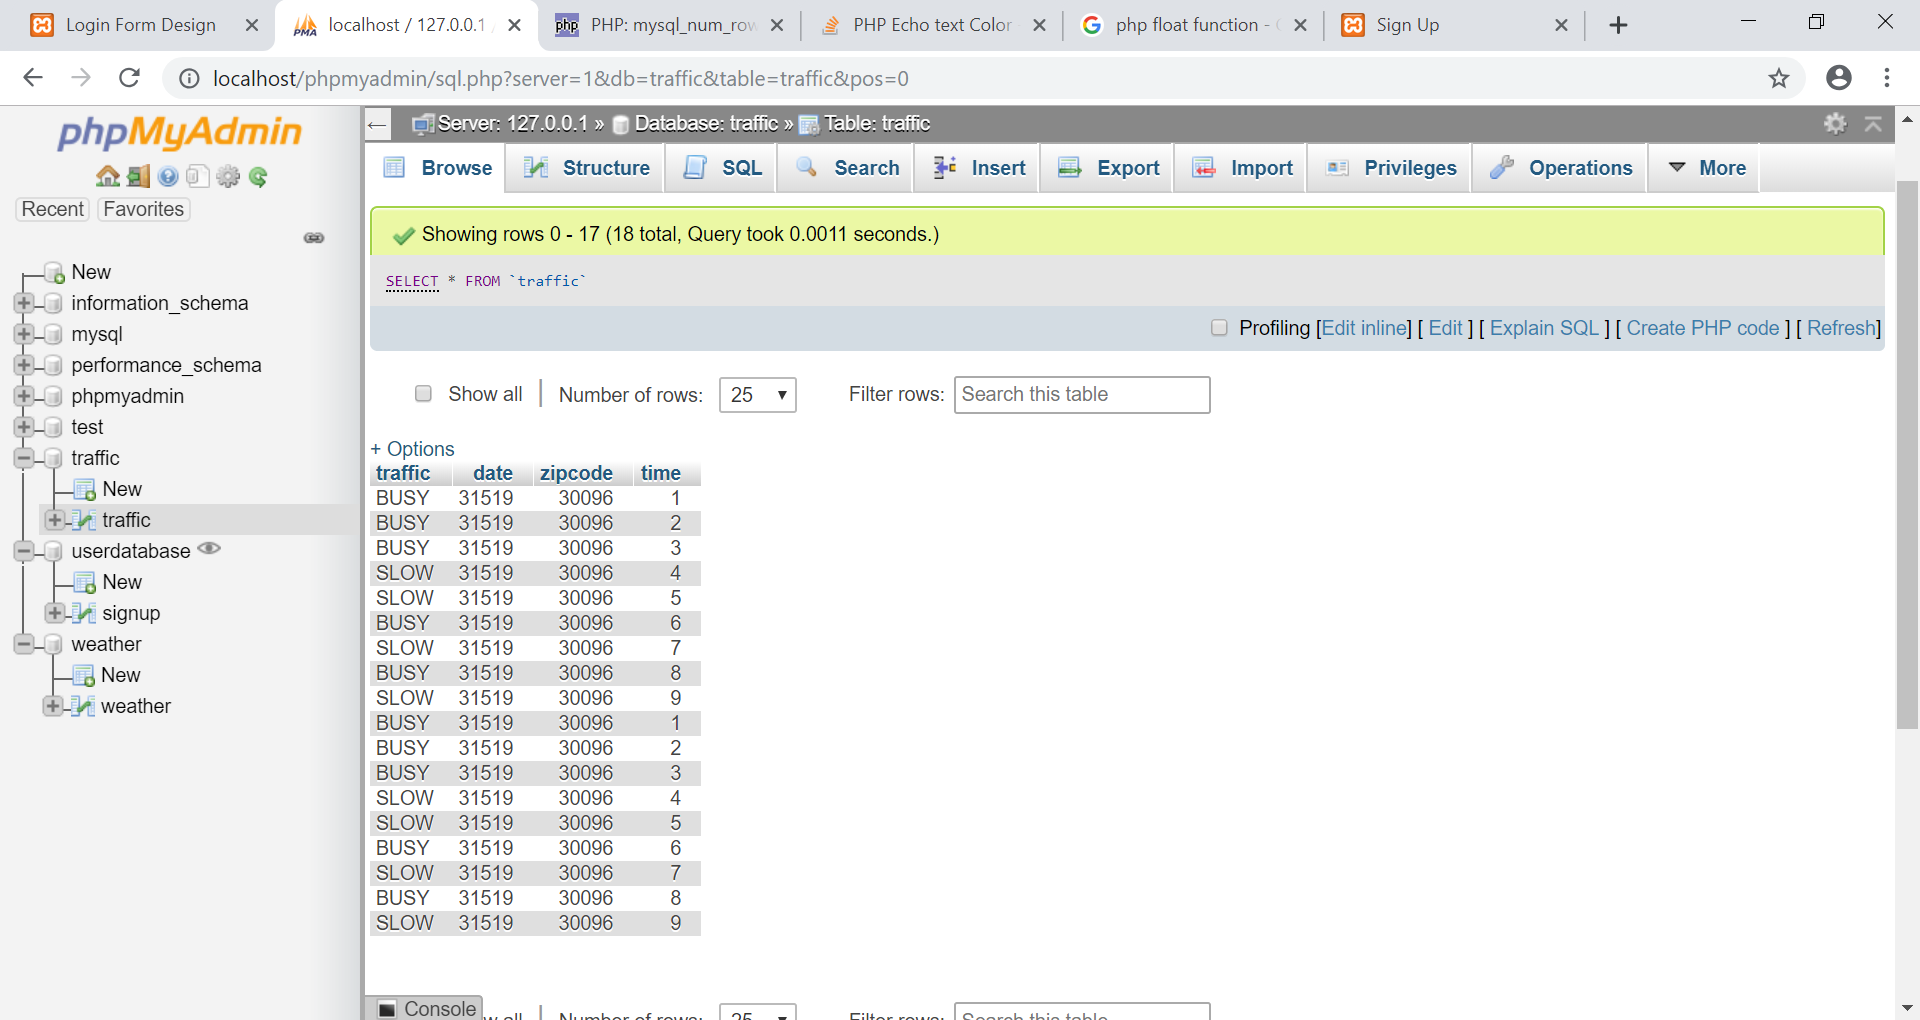 Login Form Design
localhost / 127.0.0.1 /
php PHP: mysql_num_row
PHP Echo text Color
php float function -
Sign Up
localhost/phpmyadmin/sql.php?server=1&db=traffic&table=traffic&pos=0
phpMyAdmin
Recent Favorites
New
information_schema
mysql
performance_schema
phpmyadmin
test
traffic
New
traffic
userdatabase
New
signup
weather
New
weather
Server: 127.0.0.1 » Database: traffic » Table: traffic
Browse Structure SQL Search Insert Export Import Privileges Operations More
Showing rows 0 - 17 (18 total, Query took 0.0011 seconds.)
SELECT * FROM `traffic`
Profiling [Edit inline] [ Edit ] [ Explain SQL ] [ Create PHP code ] [ Refresh]
Show all Number of rows: 25 Filter rows: Search this table
+ Options
traffic date zipcode time
BUSY 31519 30096 1
BUSY 31519 30096 2
BUSY 31519 30096 3
SLOW 31519 30096 4
SLOW 31519 30096 5
BUSY 31519 30096 6
SLOW 31519 30096 7
BUSY 31519 30096 8
SLOW 31519 30096 9
BUSY 31519 30096 1
BUSY 31519 30096 2
BUSY 31519 30096 3
SLOW 31519 30096 4
SLOW 31519 30096 5
BUSY 31519 30096 6
SLOW 31519 30096 7
BUSY 31519 30096 8
SLOW 31519 30096 9
Console w all Number of rows: 25 Filter rows: Search this table